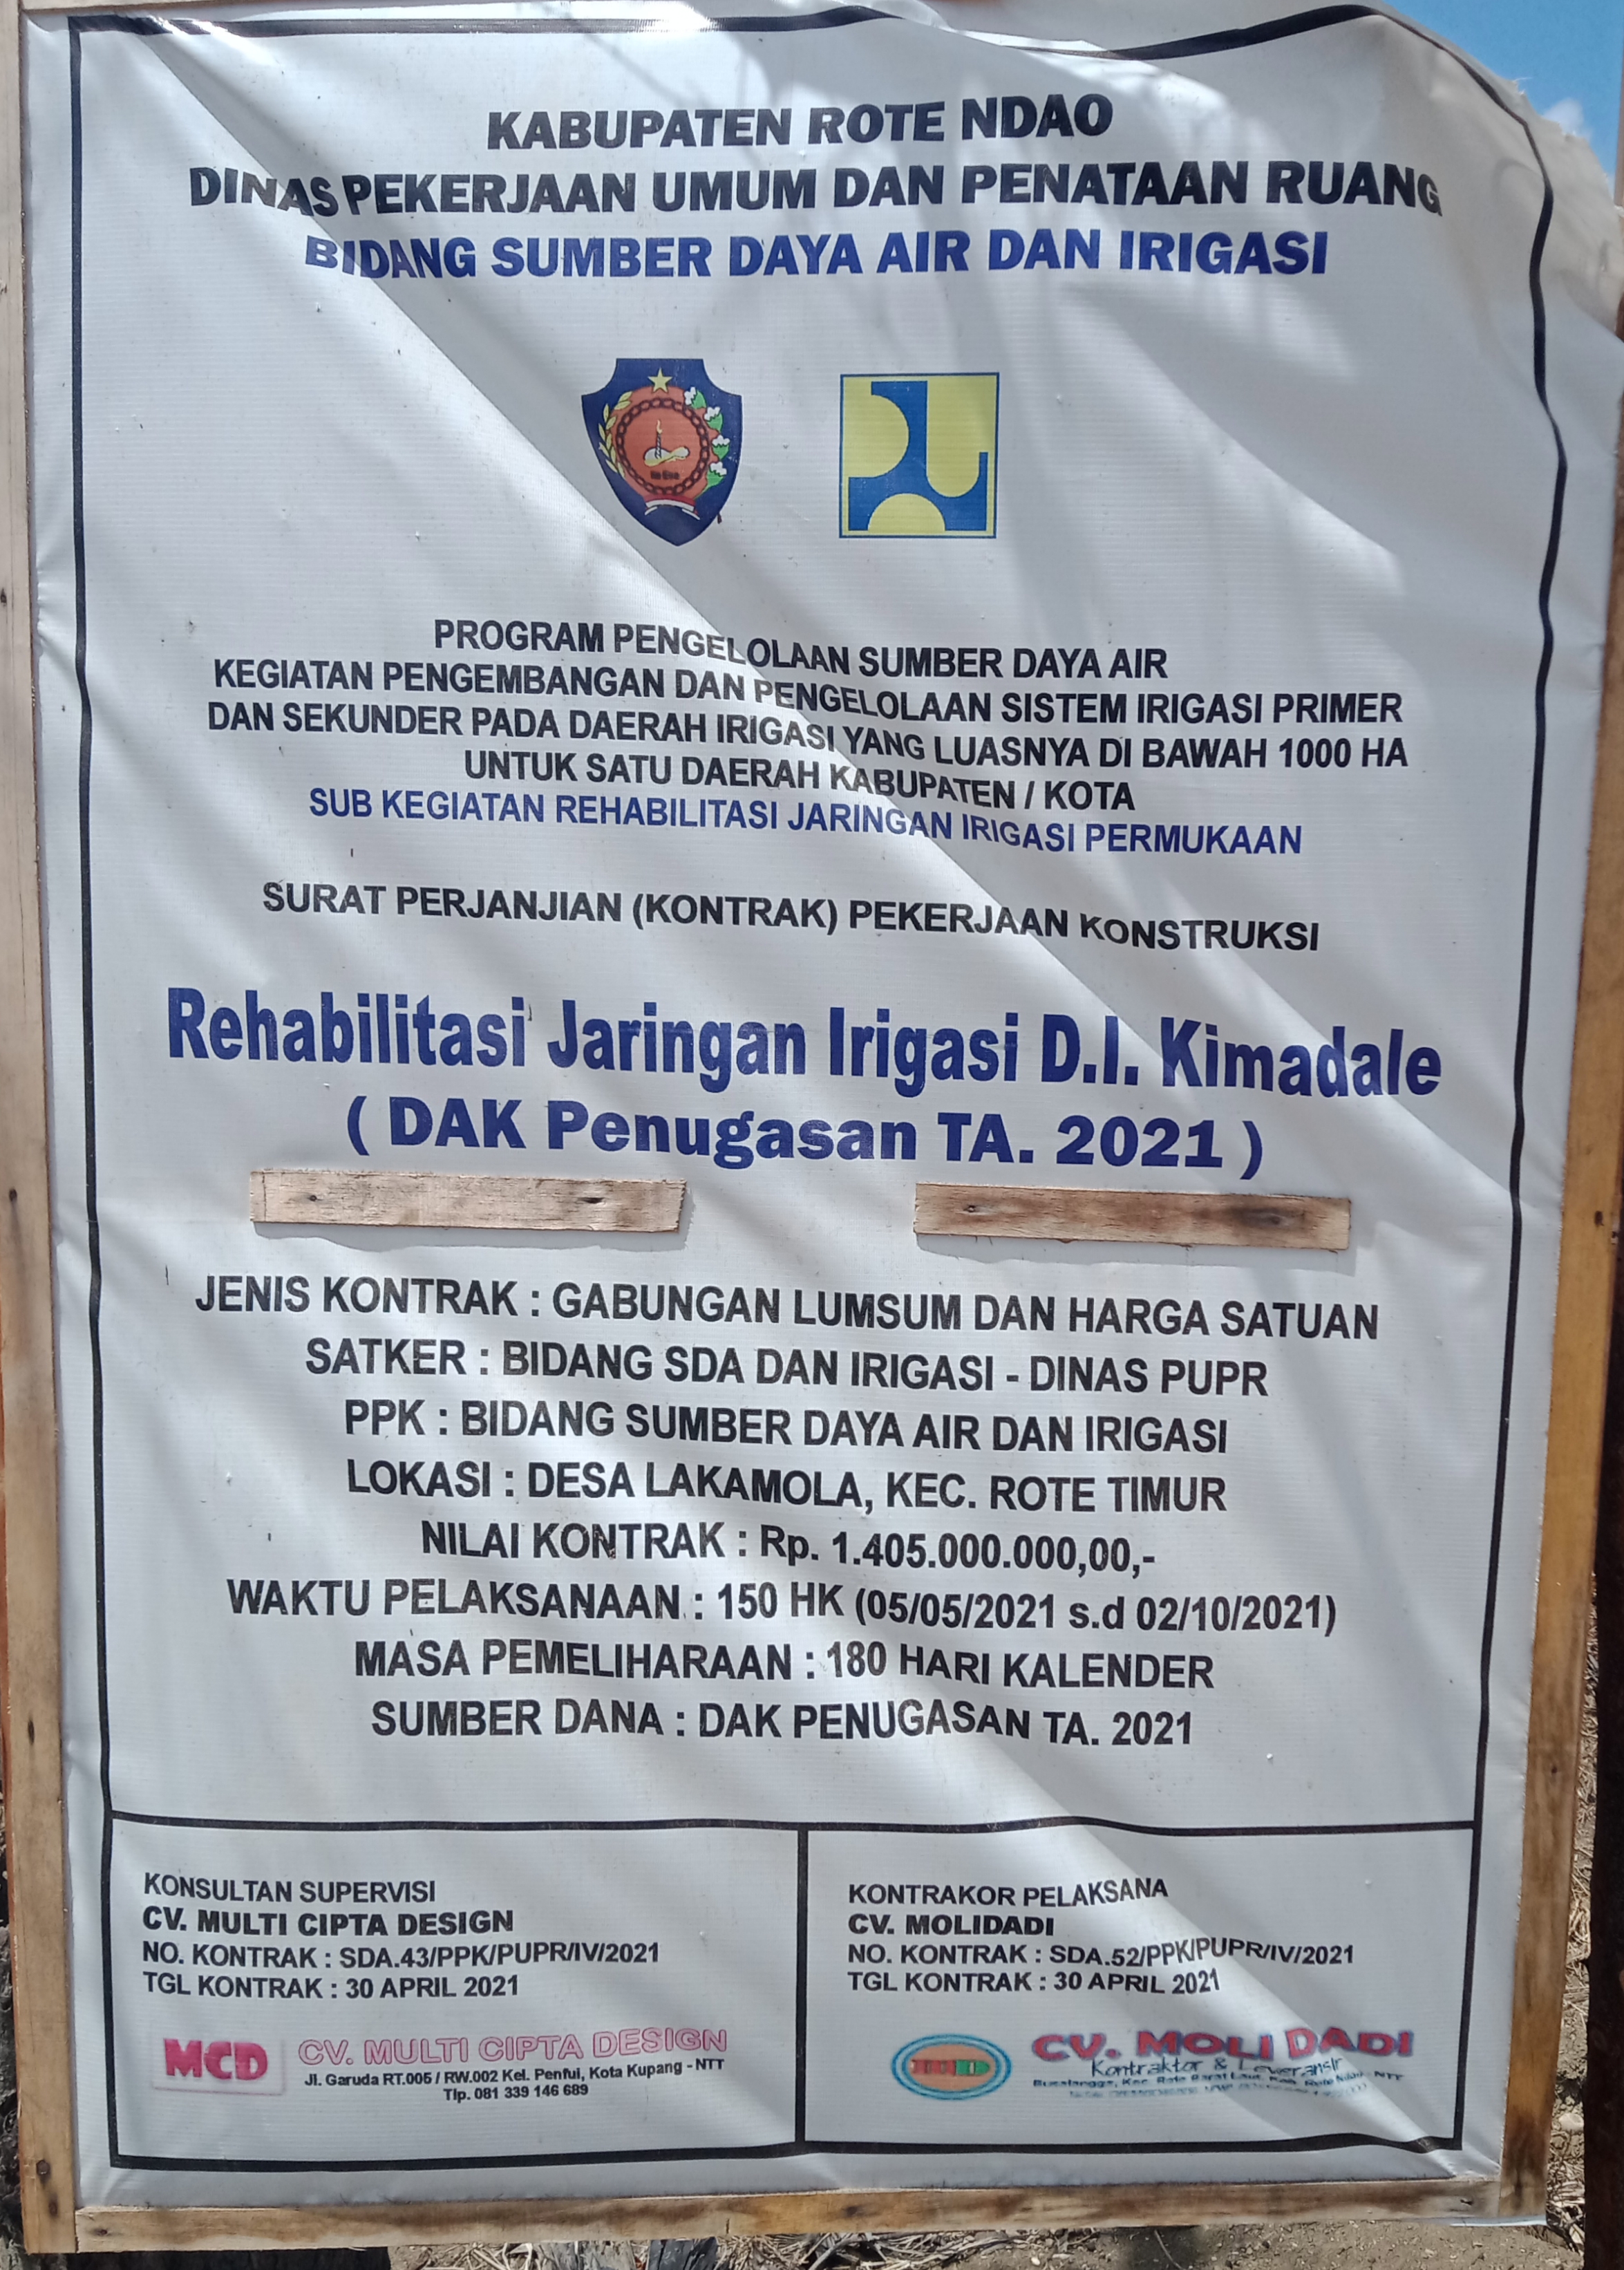 KABUPATEN ROTE NDAO
DINAS PEKERJAAN UMUM DAN PENATAAN RUANG
BIDANG SUMBER DAYA AIR DAN IRIGASI
PROGRAM PENGELOLAAN SUMBER DAYA AIR
KEGIATAN PENGEMBANGAN DAN PENGELOLAAN SISTEM IRIGASI PRIMER
DAN SEKUNDER PADA DAERAH IRIGASI YANG LUASNYA DI BAWAH 1000 HA
UNTUK SATU DAERAH KABUPATEN / KOTA
SUB KEGIATAN REHABILITASI JARINGAN IRIGASI PERMUKAAN
SURAT PERJANJIAN (KONTRAK) PEKERJAAN KONSTRUKSI
Rehabilitasi Jaringan Irigasi D.I. Kimadale
( DAK Penugasan TA. 2021 )
JENIS KONTRAK : GABUNGAN LUMSUM DAN HARGA SATUAN
SATKER : BIDANG SDA DAN IRIGASI - DINAS PUPR
PPK : BIDANG SUMBER DAYA AIR DAN IRIGASI
LOKASI : DESA LAKAMOLA, KEC. ROTE TIMUR
NILAI KONTRAK : Rp. 1.405.000.000,00,-
WAKTU PELAKSANAAN : 150 HK (05/05/2021 s.d 02/10/2021)
MASA PEMELIHARAAN : 180 HARI KALENDER
SUMBER DANA : DAK PENUGASAN TA. 2021
KONSULTAN SUPERVISI
CV. MULTI CIPTA DESIGN
NO. KONTRAK : SDA.43/PPK/PUPR/IV/2021
TGL KONTRAK : 30 APRIL 2021
MCD CV. MULTI CIPTA DESIGN
Jl. Garuda RT.005 / RW.002 Kel. Penfui, Kota Kupang - NTT
Tlp. 081 339 146 689
KONTRAKOR PELAKSANA
CV. MOLIDADI
NO. KONTRAK : SDA.52/PPK/PUPR/IV/2021
TGL KONTRAK : 30 APRIL 2021
CV. MOLI DADI
Kontraktor & Leveransir
Kec. Rote Barat Laut, Kab. Rote Ndao - NTT